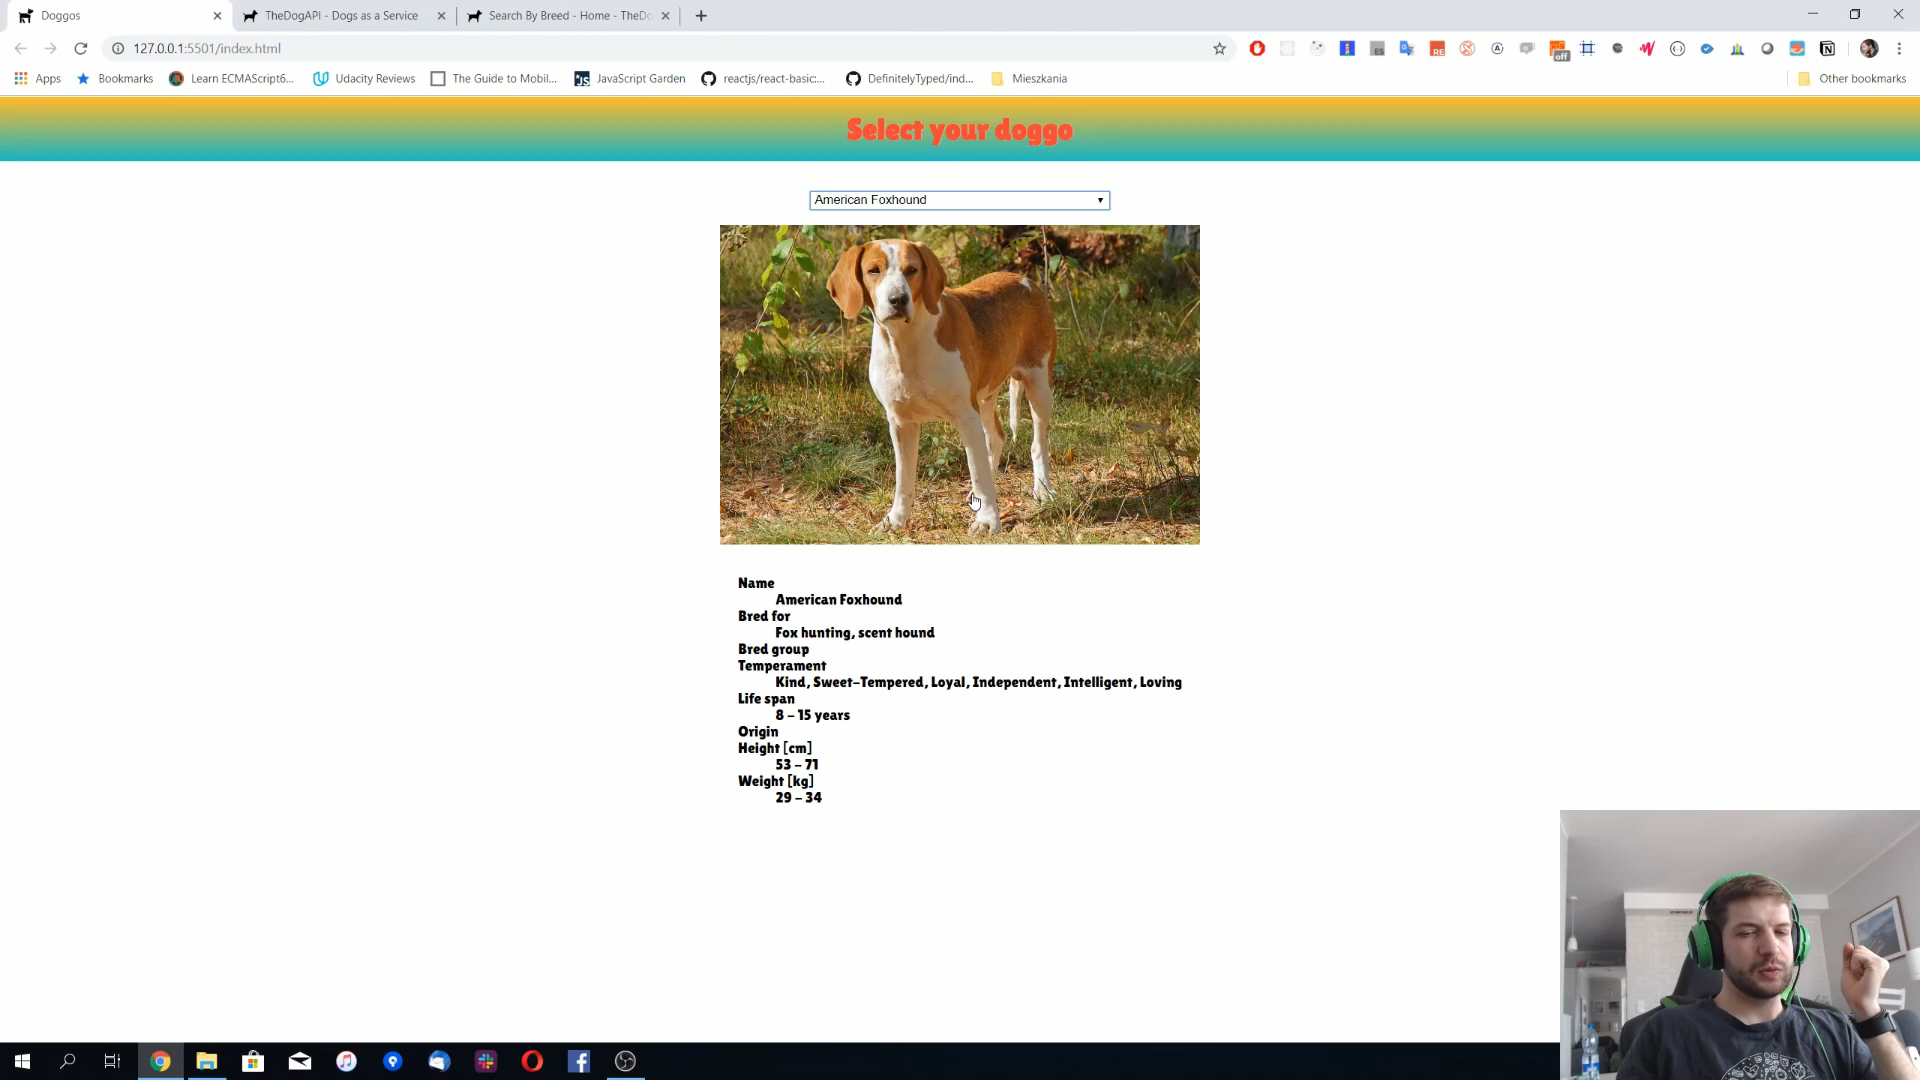 Doggos
TheDogAPI - Dogs as a Service
Search By Breed - Home - TheDo
127.0.0.1:5501/index.html
Apps
Bookmarks
Learn ECMAScript6...
Udacity Reviews
The Guide to Mobil...
JavaScript Garden
reactjs/react-basic:...
DefinitelyTyped/ind...
Mieszkania
Other bookmarks
Select your doggo
American Foxhound
Name
American Foxhound
Bred for
Fox hunting, scent hound
Bred group
Temperament
Kind, Sweet-Tempered, Loyal, Independent, Intelligent, Loving
Life span
8 - 15 years
Origin
Height [cm]
53 - 71
Weight [kg]
29 - 34